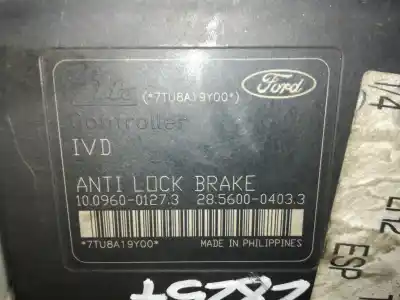 (*7TU8A19Y00*)
Ford
Controller
IVD
ANTI LOCK BRAKE
10.0960-0127.3 28.5600-0403.3
*7TU8A19Y00*
MADE IN PHILIPPINES
ESP